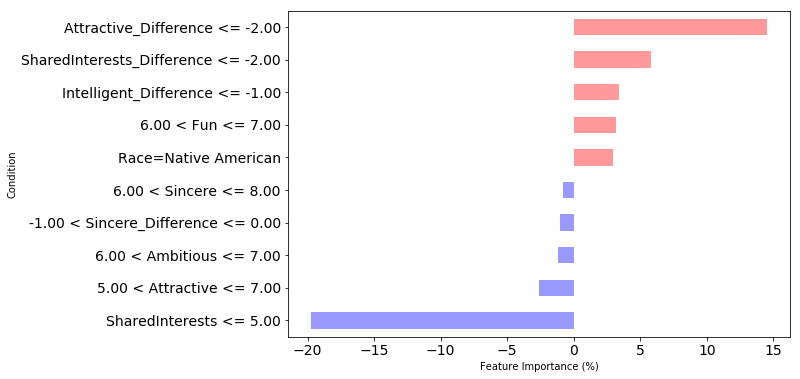 Attractive_Difference <= -2.00
SharedInterests_Difference <= -2.00
Intelligent_Difference <= -1.00
6.00 < Fun <= 7.00
Race=Native American
6.00 < Sincere <= 8.00
-1.00 < Sincere_Difference <= 0.00
6.00 < Ambitious <= 7.00
5.00 < Attractive <= 7.00
SharedInterests <= 5.00
Condition
−20 −15 −10 −5 0 5 10 15
Feature Importance (%)